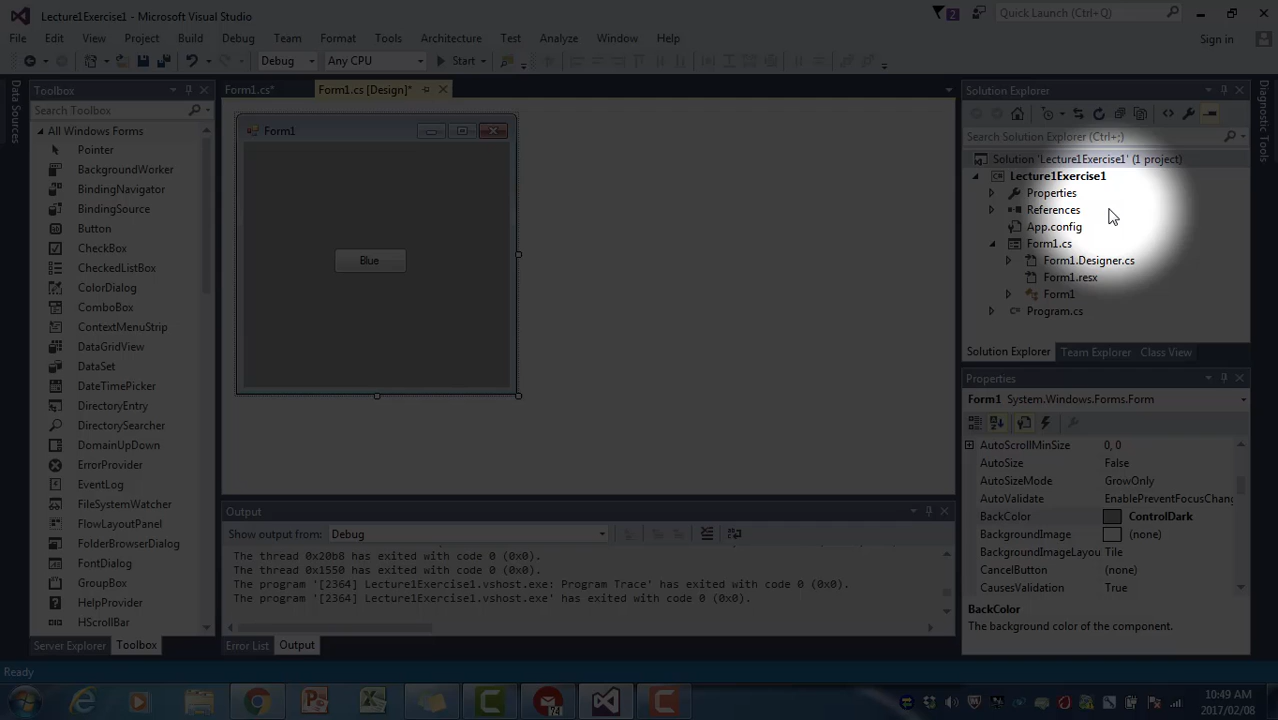 Lecture1Exercise1 - Microsoft Visual Studio
2
Quick Launch (Ctrl+Q)
File Edit View Project Build Debug Team Format Tools Architecture Test Analyze Window Help
Sign in
Debug Any CPU Start
Data Sources
Toolbox
Search Toolbox
All Windows Forms
Pointer
BackgroundWorker
BindingNavigator
BindingSource
Button
CheckBox
CheckedListBox
ColorDialog
ComboBox
ContextMenuStrip
DataGridView
DataSet
DateTimePicker
DirectoryEntry
DirectorySearcher
DomainUpDown
ErrorProvider
EventLog
FileSystemWatcher
FlowLayoutPanel
FolderBrowserDialog
FontDialog
GroupBox
HelpProvider
HScrollBar
Server Explorer Toolbox
Form1.cs* Form1.cs [Design]*
Form1
Blue
Output
Show output from: Debug
The thread 0x20b8 has exited with code 0 (0x0).
The thread 0x1550 has exited with code 0 (0x0).
The program '[2364] Lecture1Exercise1.vshost.exe: Program Trace' has exited with code 0 (0x0).
The program '[2364] Lecture1Exercise1.vshost.exe' has exited with code 0 (0x0).
Error List Output
Solution Explorer
Search Solution Explorer (Ctrl+;)
Solution 'Lecture1Exercise1' (1 project)
C#
Lecture1Exercise1
Properties
References
App.config
Form1.cs
Form1.Designer.cs
Form1.resx
Form1
C# Program.cs
Solution Explorer Team Explorer Class View
Properties
Form1 System.Windows.Forms.Form
AutoScrollMinSize 0, 0
AutoSize False
AutoSizeMode GrowOnly
AutoValidate EnablePreventFocusChang
BackColor ControlDark
BackgroundImage (none)
BackgroundImageLayou Tile
CancelButton (none)
CausesValidation True
BackColor
The background color of the component.
Diagnostic Tools
Ready
24
10:49 AM
2017/02/08